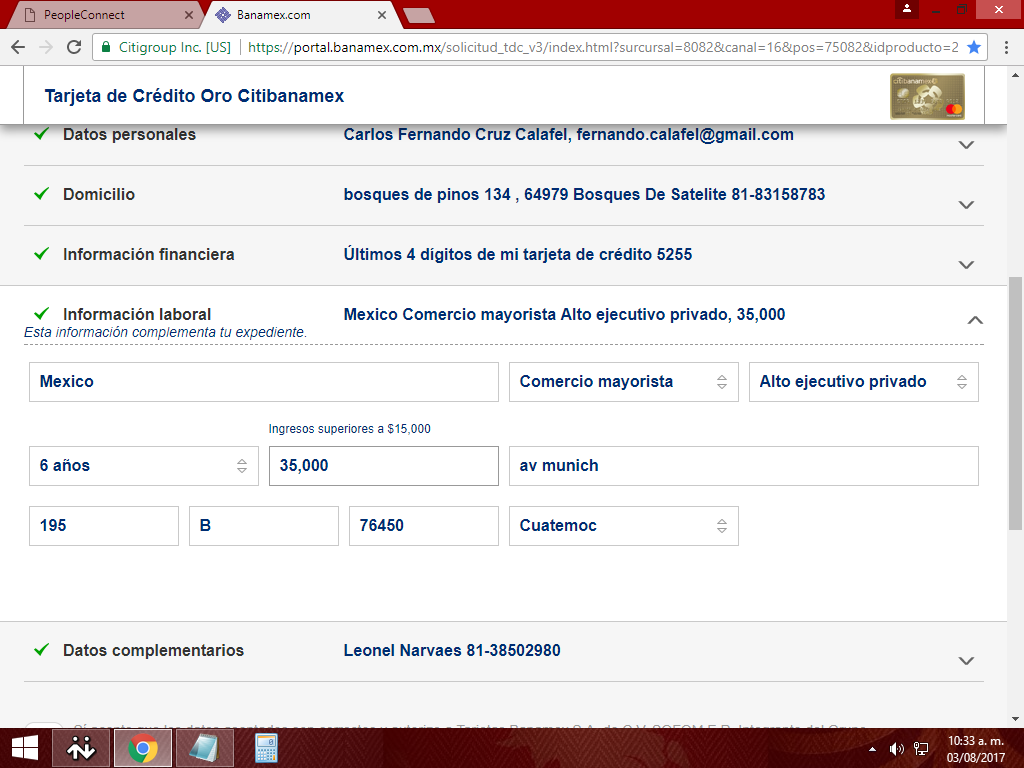 PeopleConnect
Banamex.com
Citigroup Inc. [US] https://portal.banamex.com.mx/solicitud_tdc_v3/index.html?sucursal=8082&canal=16&pos=75082&idproducto=2
Tarjeta de Crédito Oro Citibanamex
citibanamex
Datos personales Carlos Fernando Cruz Calafel, fernando.calafel@gmail.com
Domicilio bosques de pinos 134 , 64979 Bosques De Satelite 81-83158783
Información financiera Últimos 4 dígitos de mi tarjeta de crédito 5255
Información laboral Mexico Comercio mayorista Alto ejecutivo privado, 35,000
Esta información complementa tu expediente.
Mexico Comercio mayorista Alto ejecutivo privado
Ingresos superiores a $15,000
6 años 35,000 av munich
195 B 76450 Cuatemoc
Datos complementarios Leonel Narvaes 81-38502980
10:33 a. m.
03/08/2017